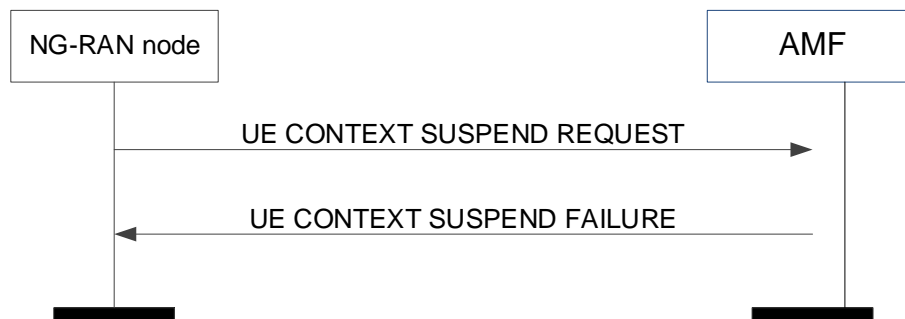 NG-RAN node
AMF
UE CONTEXT SUSPEND REQUEST
UE CONTEXT SUSPEND FAILURE